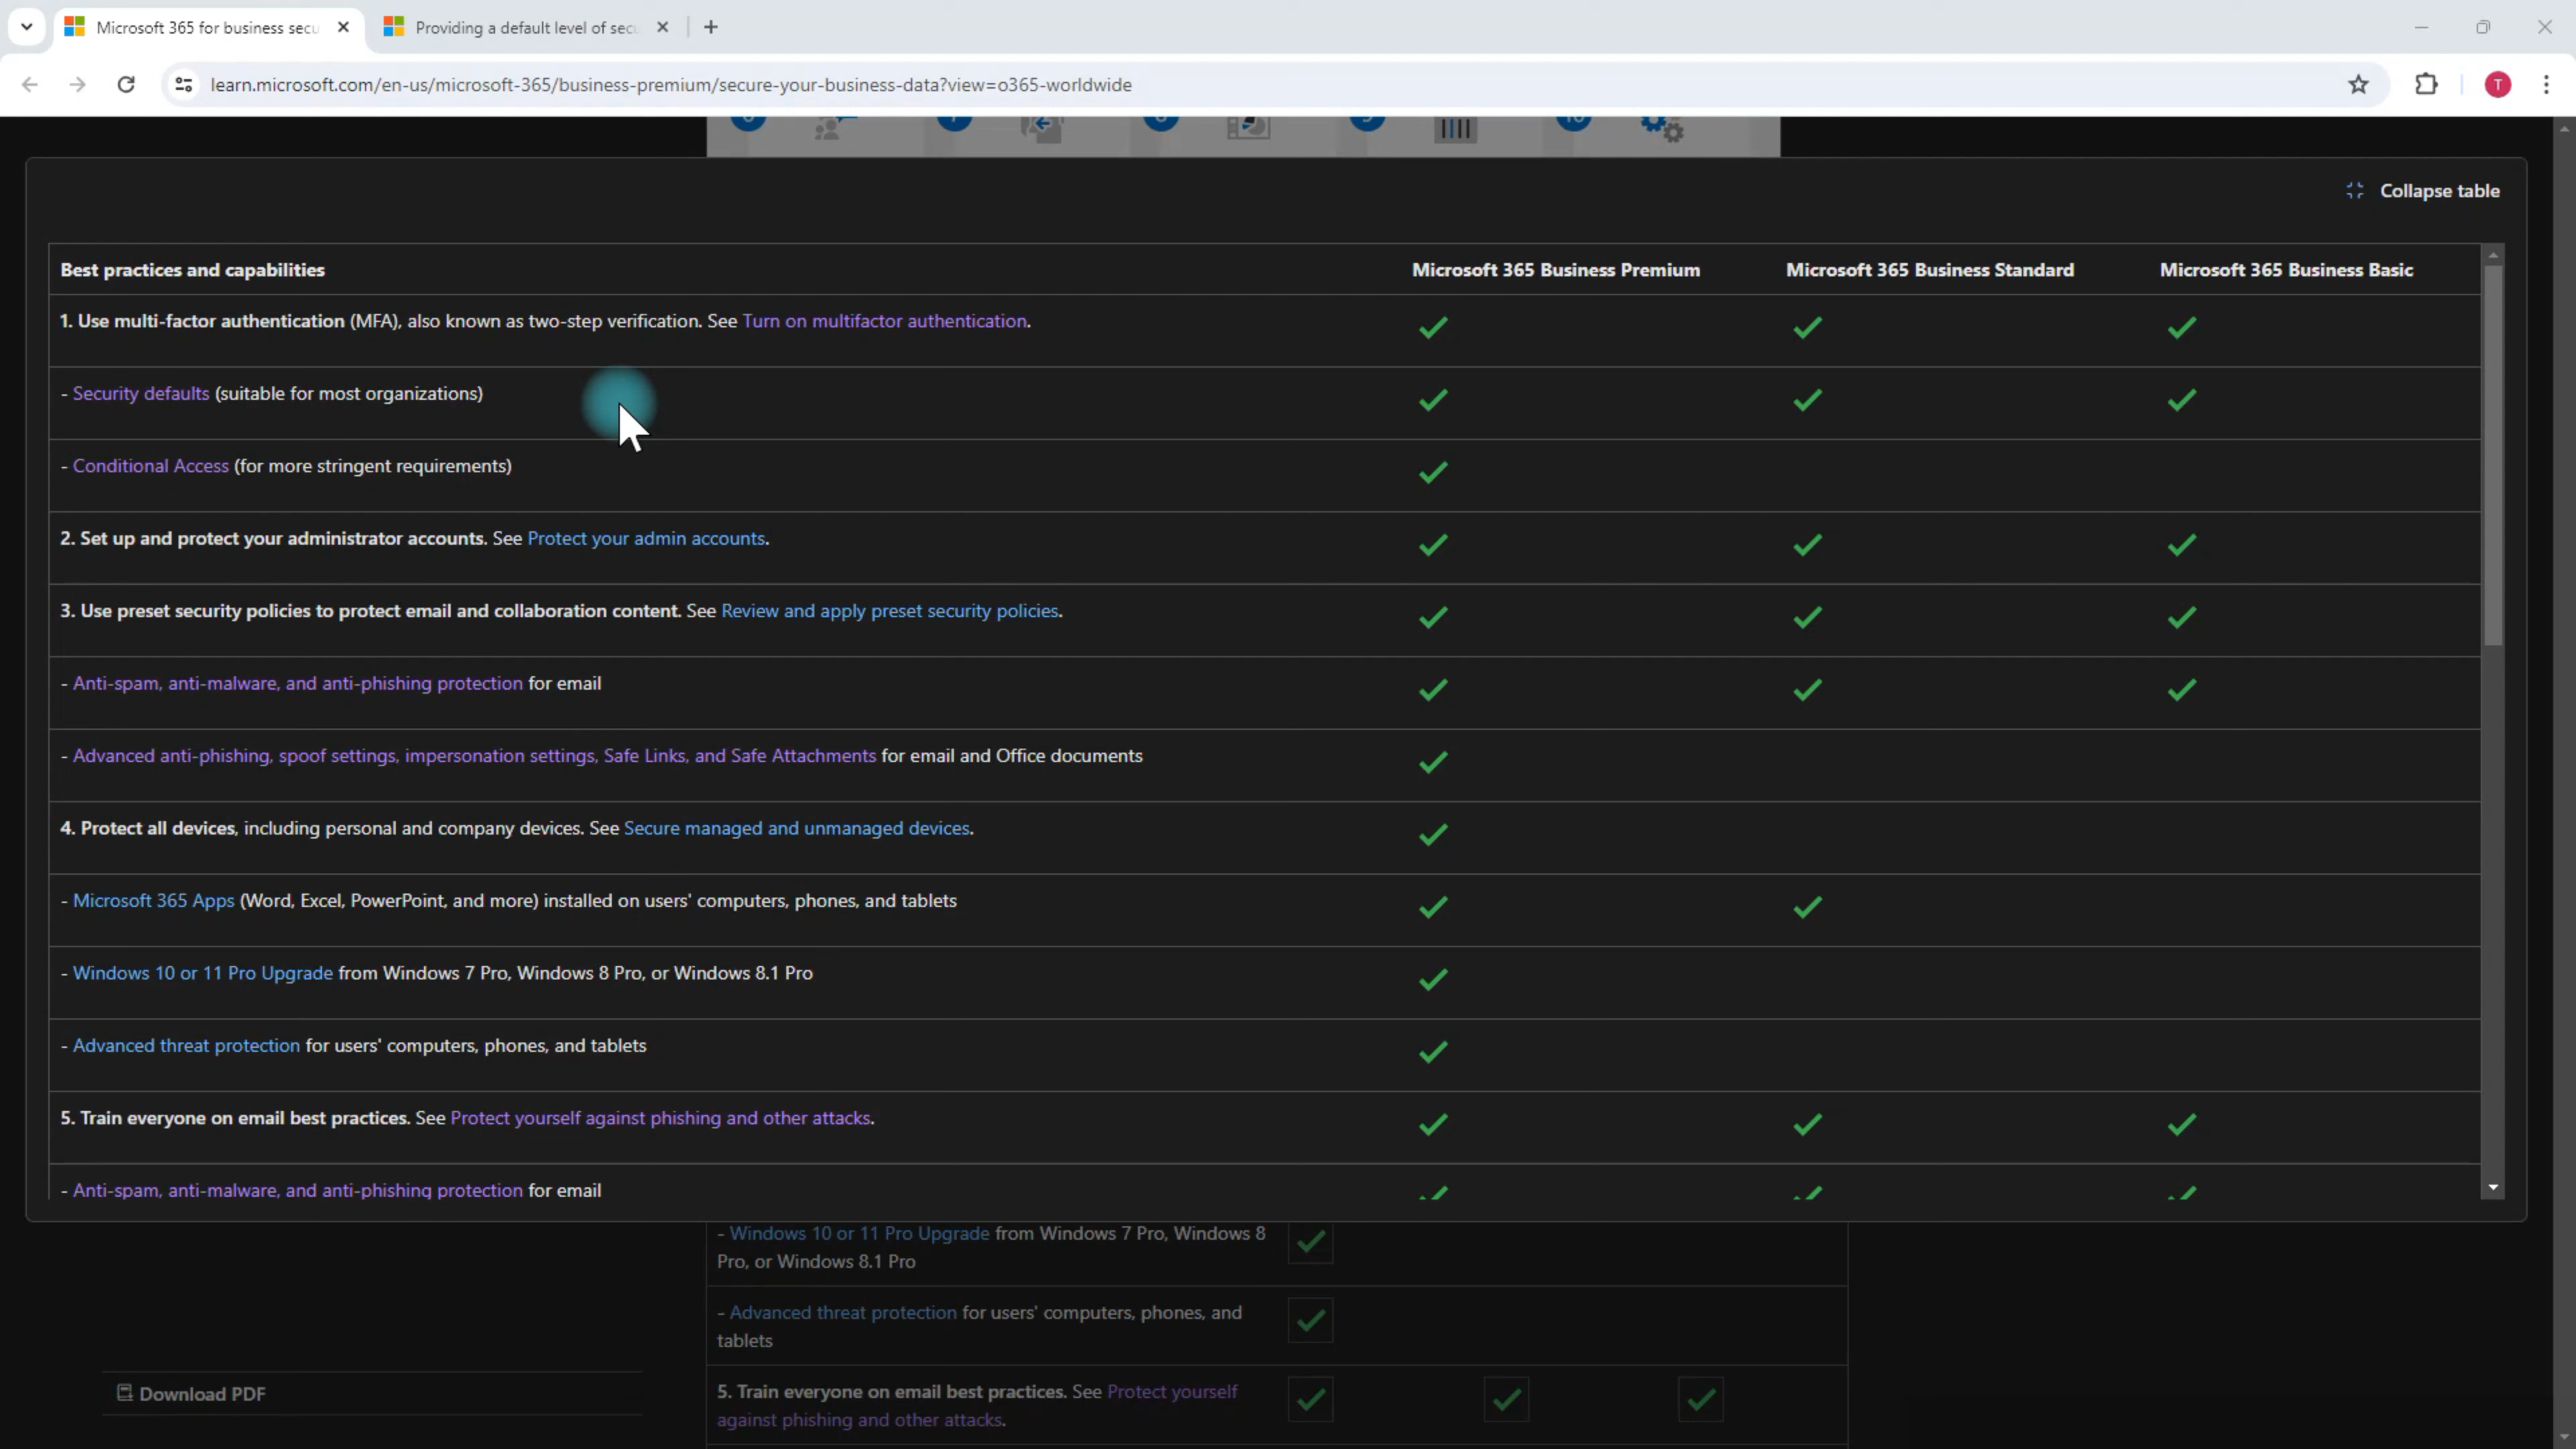 Microsoft 365 for business secu
Providing a default level of sec
learn.microsoft.com/en-us/microsoft-365/business-premium/secure-your-business-data?view=o365-worldwide
T
Collapse table
Best practices and capabilities Microsoft 365 Business Premium Microsoft 365 Business Standard Microsoft 365 Business Basic
1. Use multi-factor authentication (MFA), also known as two-step verification. See Turn on multifactor authentication.
- Security defaults (suitable for most organizations)
- Conditional Access (for more stringent requirements)
2. Set up and protect your administrator accounts. See Protect your admin accounts.
3. Use preset security policies to protect email and collaboration content. See Review and apply preset security policies.
- Anti-spam, anti-malware, and anti-phishing protection for email
- Advanced anti-phishing, spoof settings, impersonation settings, Safe Links, and Safe Attachments for email and Office documents
4. Protect all devices, including personal and company devices. See Secure managed and unmanaged devices.
- Microsoft 365 Apps (Word, Excel, PowerPoint, and more) installed on users' computers, phones, and tablets
- Windows 10 or 11 Pro Upgrade from Windows 7 Pro, Windows 8 Pro, or Windows 8.1 Pro
- Advanced threat protection for users' computers, phones, and tablets
5. Train everyone on email best practices. See Protect yourself against phishing and other attacks.
- Anti-spam, anti-malware, and anti-phishing protection for email
- Windows 10 or 11 Pro Upgrade from Windows 7 Pro, Windows 8
Pro, or Windows 8.1 Pro
- Advanced threat protection for users' computers, phones, and
tablets
Download PDF
5. Train everyone on email best practices. See Protect yourself
against phishing and other attacks.